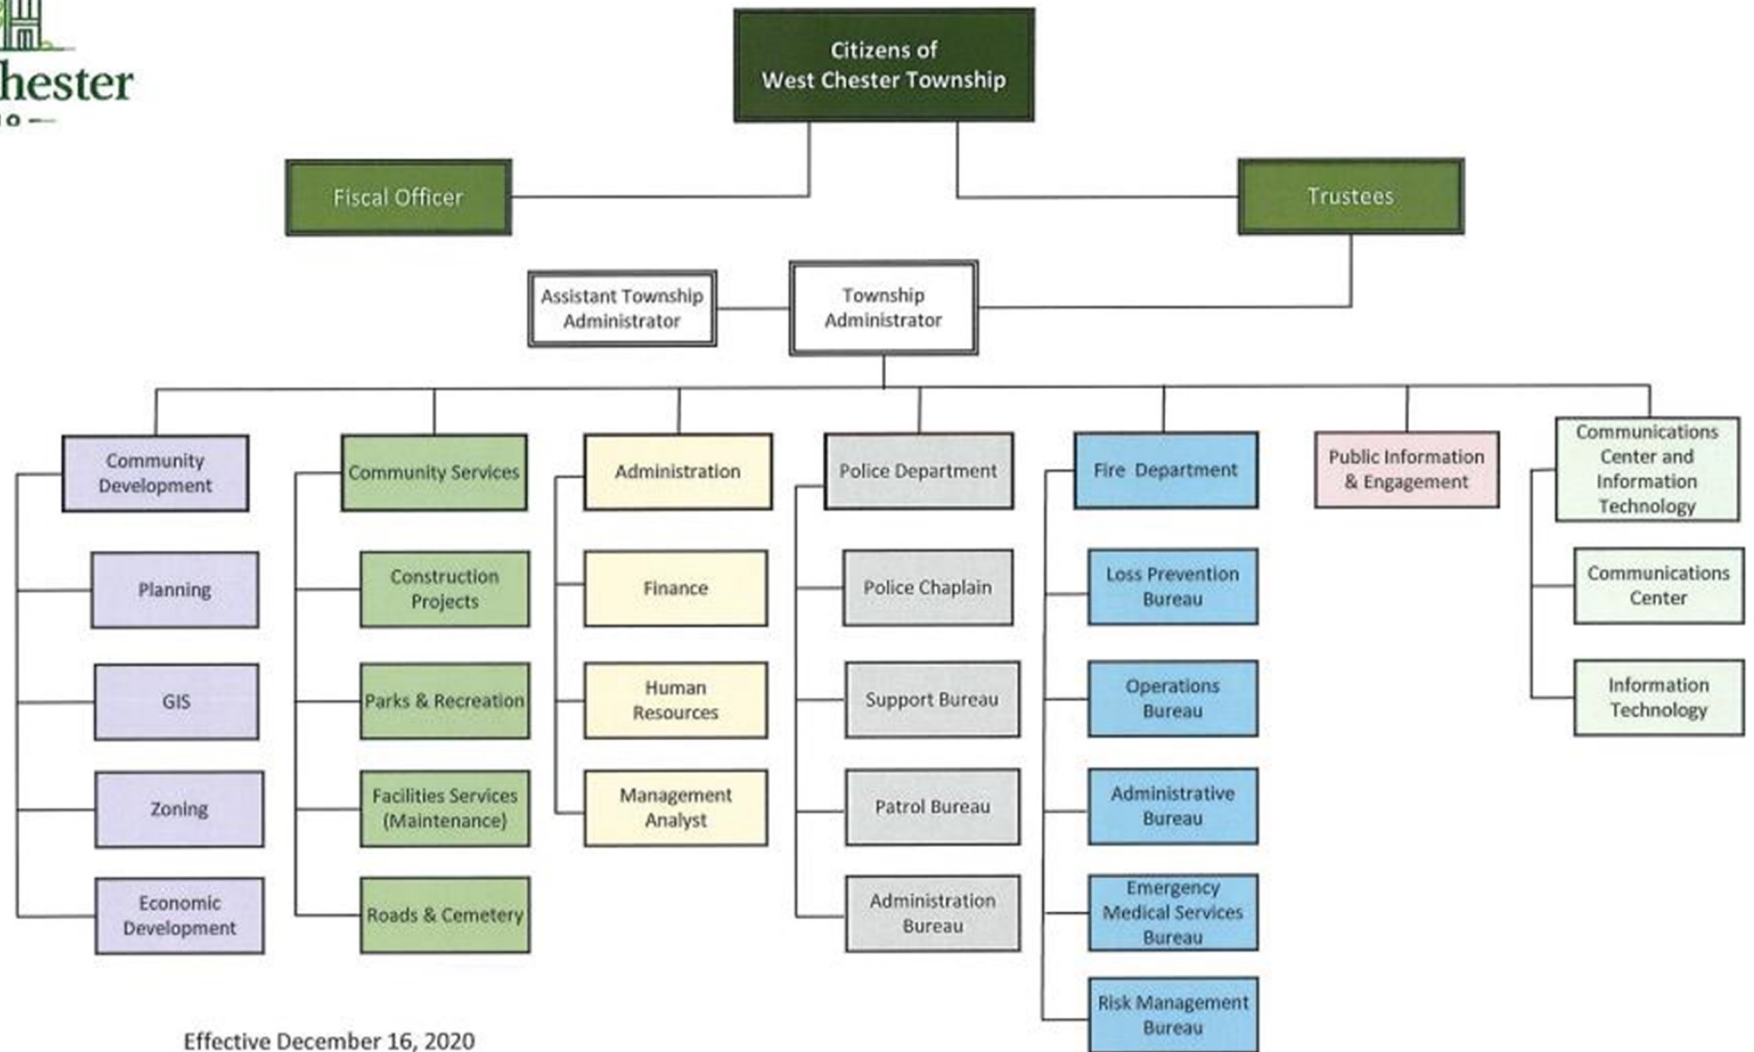 hester
Citizens of
West Chester Township
Fiscal Officer
Trustees
Assistant Township
Administrator
Township
Administrator
Community
Development
Planning
GIS
Zoning
Economic
Development
Community Services
Construction
Projects
Parks & Recreation
Facilities Services
(Maintenance)
Roads & Cemetery
Administration
Finance
Human
Resources
Management
Analyst
Police Department
Police Chaplain
Support Bureau
Patrol Bureau
Administration
Bureau
Fire Department
Loss Prevention
Bureau
Operations
Bureau
Administrative
Bureau
Emergency
Medical Services
Bureau
Risk Management
Bureau
Public Information
& Engagement
Communications
Center and
Information
Technology
Communications
Center
Information
Technology
Effective December 16, 2020